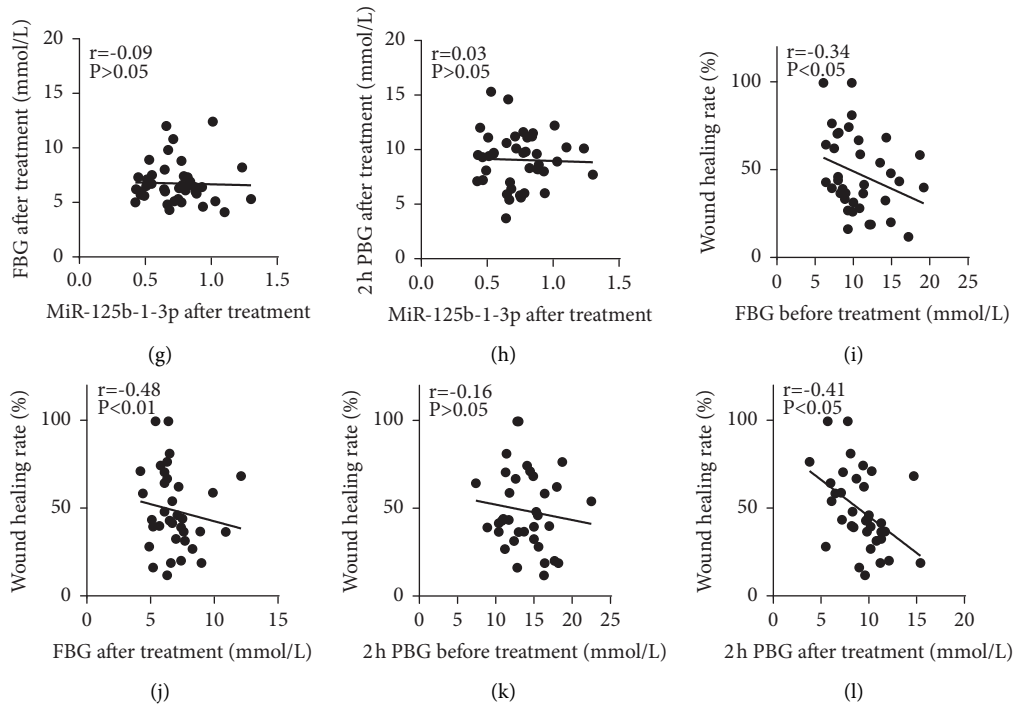 FBG after treatment (mmol/L)
20
15
10
5
0
r=-0.09
P>0.05
0.0 0.5 1.0 1.5
MiR-125b-1-3p after treatment
(g)
2 h PBG after treatment (mmol/L)
20
15
10
5
0
r=0.03
P>0.05
0.0 0.5 1.0 1.5
MiR-125b-1-3p after treatment
(h)
Wound healing rate (%)
100
50
0
r=-0.34
P<0.05
0 5 10 15 20 25
FBG before treatment (mmol/L)
(i)
Wound healing rate (%)
100
50
0
r=-0.48
P<0.01
0 5 10 15
FBG after treatment (mmol/L)
(j)
Wound healing rate (%)
100
50
0
r=-0.16
P>0.05
0 5 10 15 20 25
2h PBG before treatment (mmol/L)
(k)
Wound healing rate (%)
100
50
0
r=-0.41
P<0.05
0 5 10 15 20
2h PBG after treatment (mmol/L)
(l)